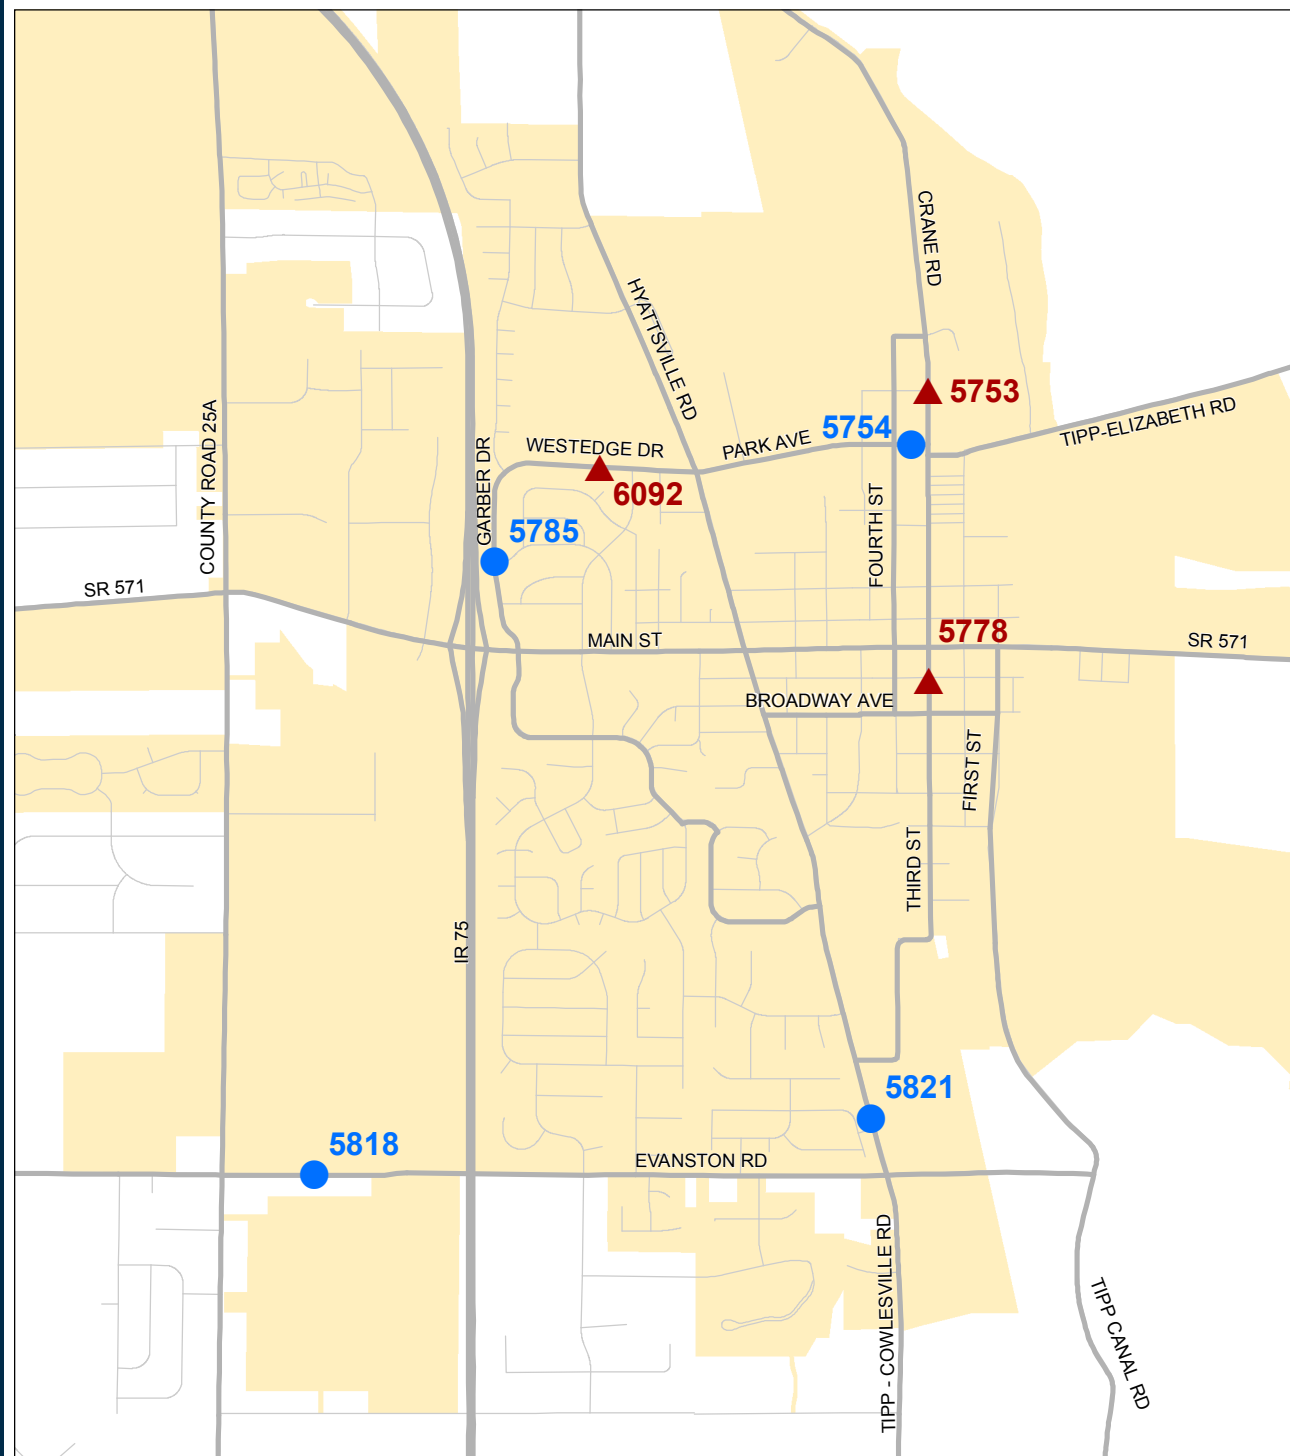 CRANE RD
HYATTSVILLE RD
5753
TIPP-ELIZABETH RD
5754
PARK AVE
WESTEDGE DR
COUNTY ROAD 25A
GARBER DR
6092
5785
FOURTH ST
SR 571
MAIN ST
5778
SR 571
BROADWAY AVE
FIRST ST
THIRD ST
IR 75
5821
5818
EVANSTON RD
TIPP - COWLESVILLE RD
TIPP CANAL RD